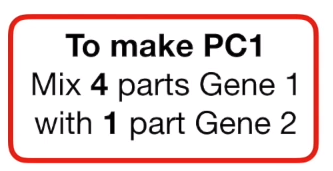 To make PC1
Mix 4 parts Gene 1
with 1 part Gene 2